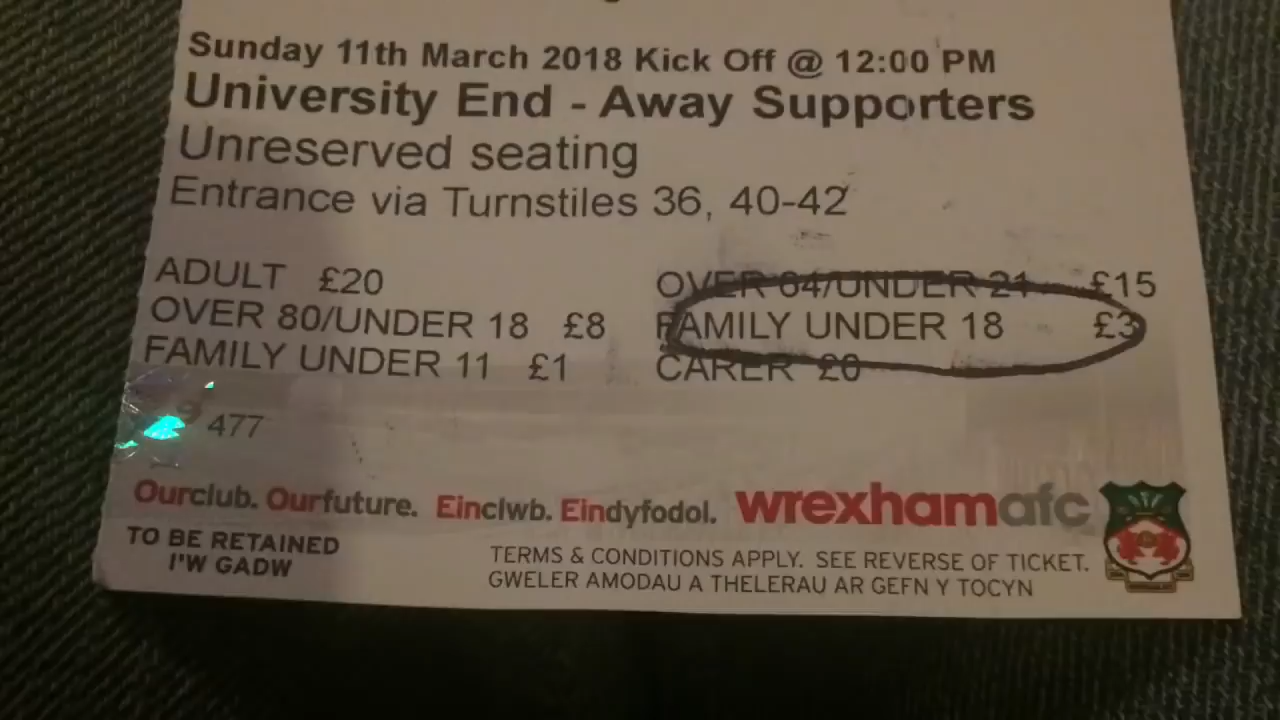 Sunday 11th March 2018 Kick Off @ 12:00 PM
University End - Away Supporters
Unreserved seating
Entrance via Turnstiles 36, 40-42
ADULT £20 OVER 64/UNDER 21 £15
OVER 80/UNDER 18 £8 FAMILY UNDER 18 £3
FAMILY UNDER 11 £1 CARER £0
477
Ourclub. Ourfuture. Einclwb. Eindyfodol. wrexhamafc
TO BE RETAINED
I'W GADW
TERMS & CONDITIONS APPLY. SEE REVERSE OF TICKET.
GWELER AMODAU A THELERAU AR GEFN Y TOCYN